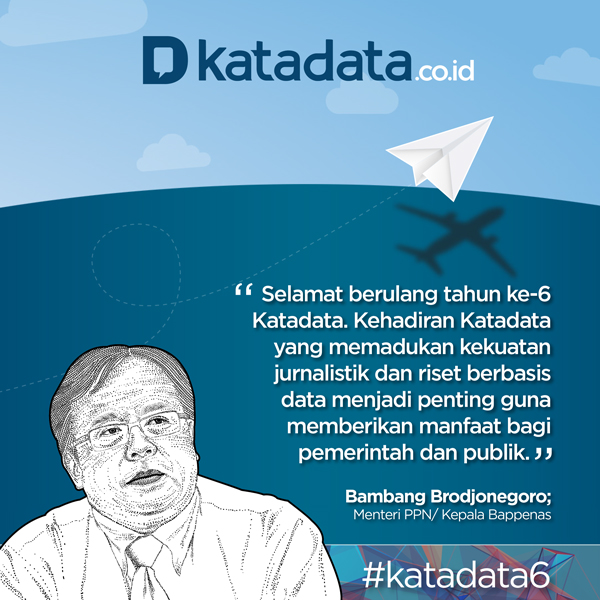 katadata.co.id
“ Selamat berulang tahun ke-6
Katadata. Kehadiran Katadata
yang memadukan kekuatan
jurnalistik dan riset berbasis
data menjadi penting guna
memberikan manfaat bagi
pemerintah dan publik. ”
Bambang Brodjonegoro;
Menteri PPN/ Kepala Bappenas
#katadata6